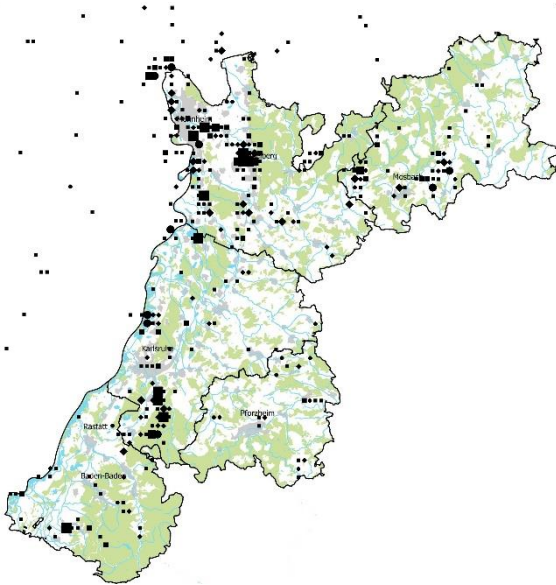 Mosbach
Karlsruhe
Pforzheim
Rastatt
Baden-Baden